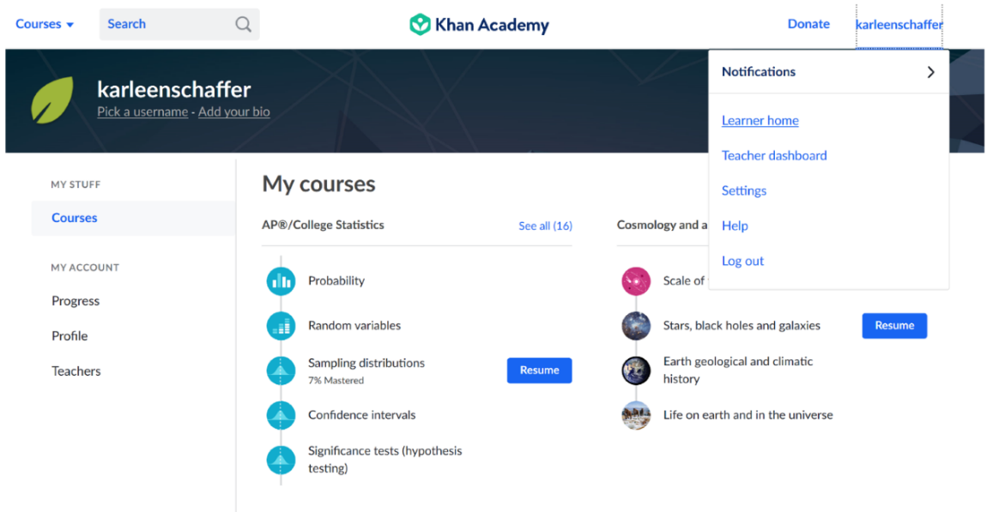 Courses
Search
Khan Academy
Donate
karleenschaffer
karleenschaffer
Pick a username - Add your bio
Notifications
Learner home
Teacher dashboard
Settings
Help
Log out
MY STUFF
Courses
MY ACCOUNT
Progress
Profile
Teachers
My courses
AP®/College Statistics
See all (16)
Probability
Random variables
Sampling distributions
7% Mastered
Resume
Confidence intervals
Significance tests (hypothesis
testing)
Cosmology and a
Scale of
Stars, black holes and galaxies
Resume
Earth geological and climatic
history
Life on earth and in the universe